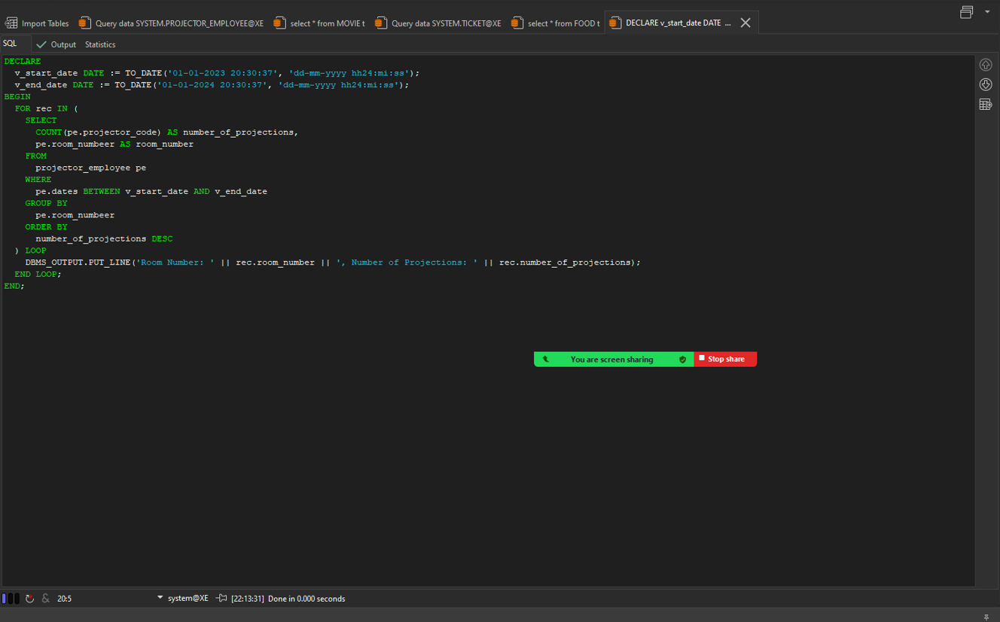 Import Tables Query data SYSTEM.PROJECTOR_EMPLOYEE@XE select * from MOVIE t Query data SYSTEM.TICKET@XE select * from FOOD t DECLARE v_start_date DATE ...
SQL Output Statistics
DECLARE
v_start_date DATE := TO_DATE('01-01-2023 20:30:37', 'dd-mm-yyyy hh24:mi:ss');
v_end_date DATE := TO_DATE('01-01-2024 20:30:37', 'dd-mm-yyyy hh24:mi:ss');
BEGIN
FOR rec IN (
SELECT
COUNT(pe.projector_code) AS number_of_projections,
pe.room_numbeer AS room_number
FROM
projector_employee pe
WHERE
pe.dates BETWEEN v_start_date AND v_end_date
GROUP BY
pe.room_numbeer
ORDER BY
number_of_projections DESC
) LOOP
DBMS_OUTPUT.PUT_LINE('Room Number: ' || rec.room_number || ', Number of Projections: ' || rec.number_of_projections);
END LOOP;
END;
You are screen sharing Stop share
& 20:5 system@XE [22:13:31] Done in 0.000 seconds